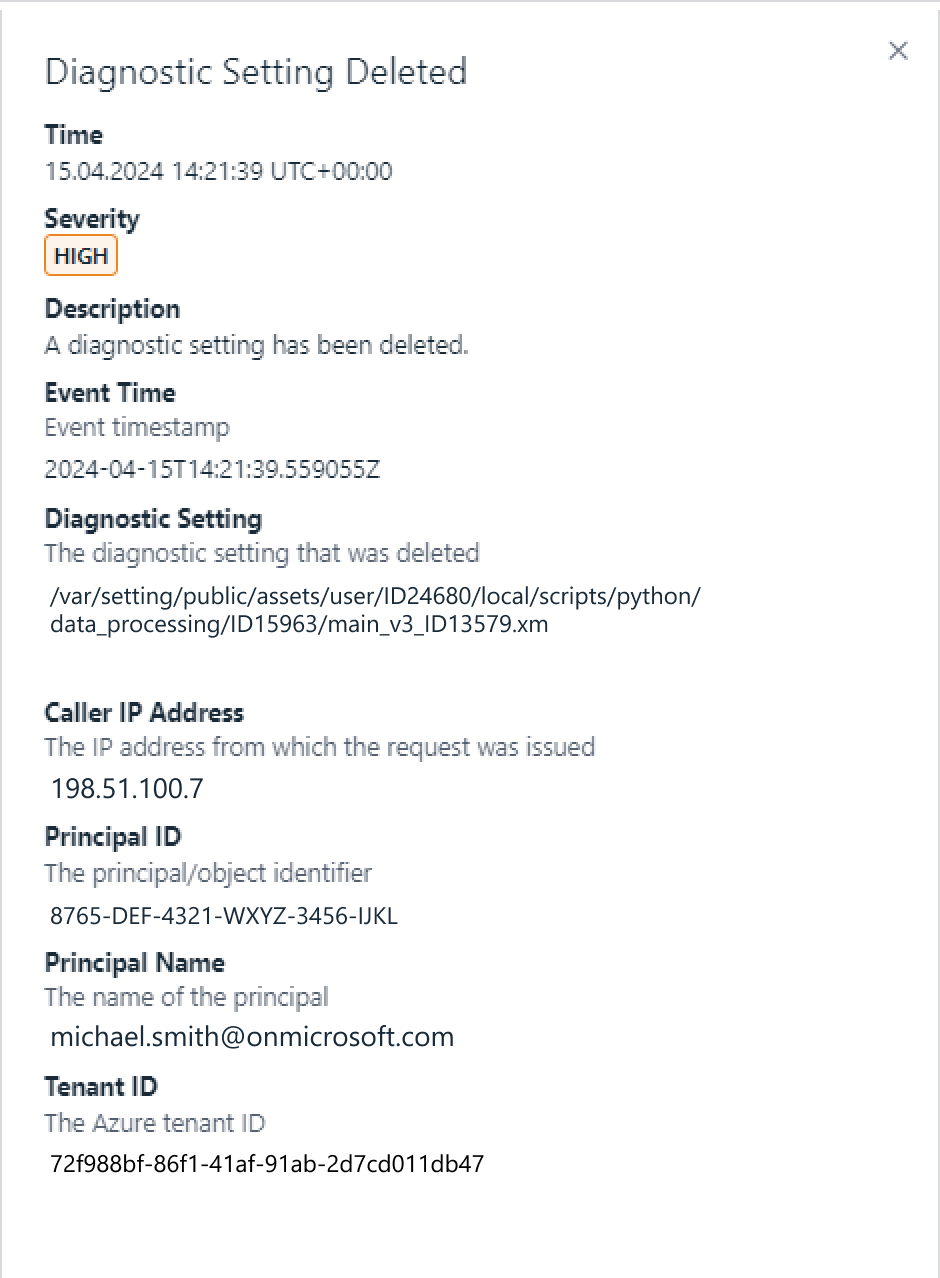 Diagnostic Setting Deleted
Time
15.04.2024 14:21:39 UTC+00:00
Severity
HIGH
Description
A diagnostic setting has been deleted.
Event Time
Event timestamp
2024-04-15T14:21:39.559055Z
Diagnostic Setting
The diagnostic setting that was deleted
/var/setting/public/assets/user/ID24680/local/scripts/python/
data_processing/ID15963/main_v3_ID13579.xm
Caller IP Address
The IP address from which the request was issued
198.51.100.7
Principal ID
The principal/object identifier
8765-DEF-4321-WXYZ-3456-IJKL
Principal Name
The name of the principal
michael.smith@onmicrosoft.com
Tenant ID
The Azure tenant ID
72f988bf-86f1-41af-91ab-2d7cd011db47